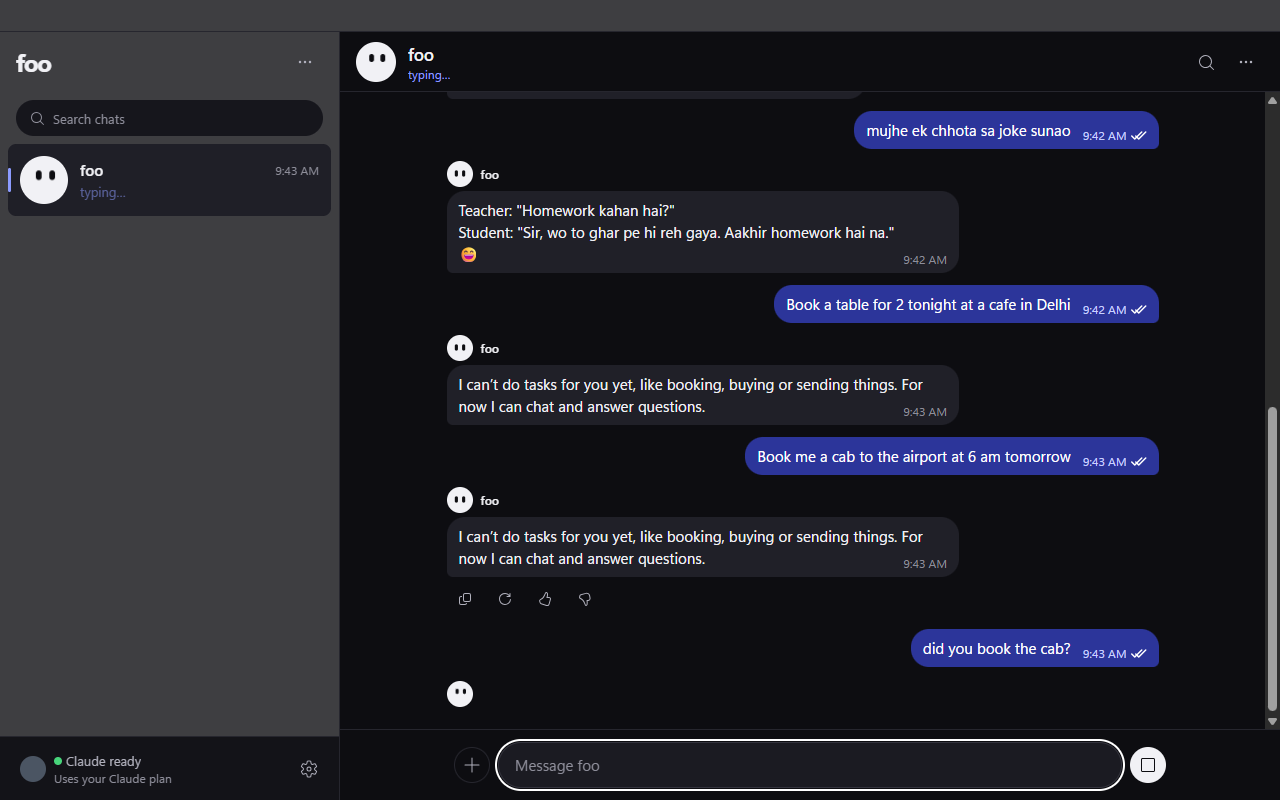 foo
Search chats
foo
9:43 AM
typing...
Claude ready
Uses your Claude plan
foo
typing...
mujhe ek chhota sa joke sunao 9:42 AM
foo
Teacher: "Homework kahan hai?"
Student: "Sir, wo to ghar pe hi reh gaya. Aakhir homework hai na."
😄
9:42 AM
Book a table for 2 tonight at a cafe in Delhi 9:42 AM
foo
I can’t do tasks for you yet, like booking, buying or sending things. For
now I can chat and answer questions.
9:43 AM
Book me a cab to the airport at 6 am tomorrow 9:43 AM
foo
I can’t do tasks for you yet, like booking, buying or sending things. For
now I can chat and answer questions.
9:43 AM
did you book the cab? 9:43 AM
Message foo